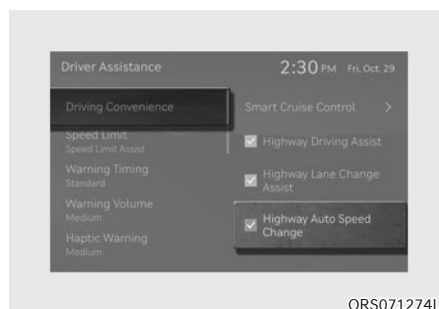 Driver Assistance
2:30 PM Fri, Oct. 29
Driving Convenience
Speed Limit
Speed Limit Assist
Warning Timing
Standard
Warning Volume
Medium
Haptic Warning
Medium
Smart Cruise Control >
Highway Driving Assist
Highway Lane Change
Assist
Highway Auto Speed
Change
ORS071274L